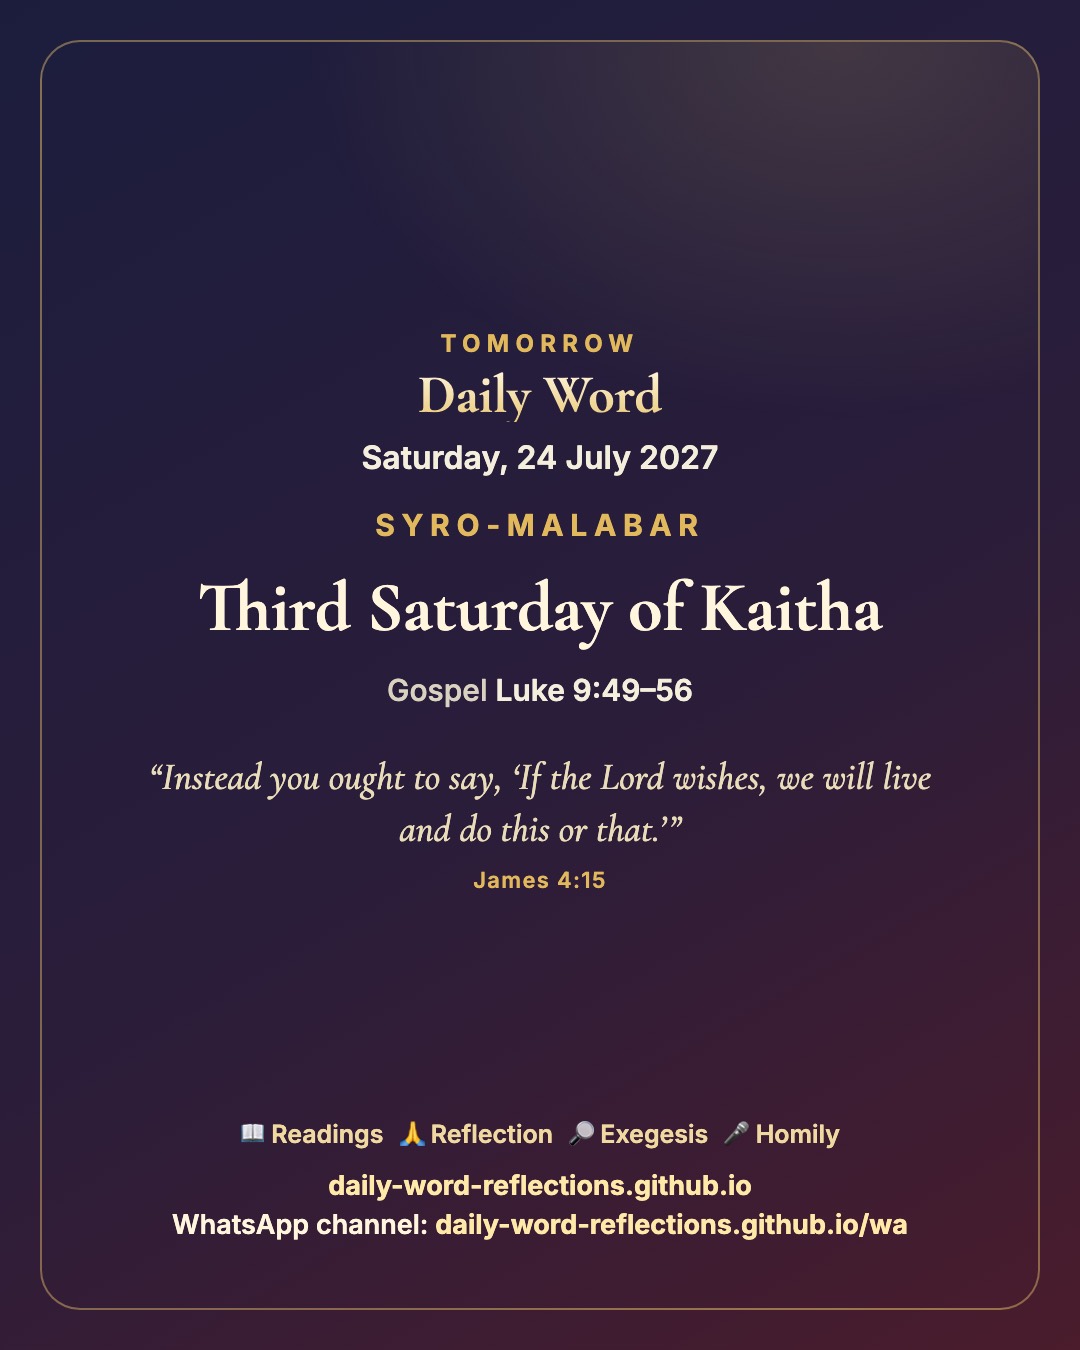 TOMORROW
Daily Word
Saturday, 24 July 2027
SYRO-MALABAR
Third Saturday of Kaitha
Gospel Luke 9:49–56
“Instead you ought to say, ‘If the Lord wishes, we will live
and do this or that.’”
James 4:15
📖 Readings 🙏 Reflection 🔎 Exegesis 🎤 Homily
daily-word-reflections.github.io
WhatsApp channel: daily-word-reflections.github.io/wa